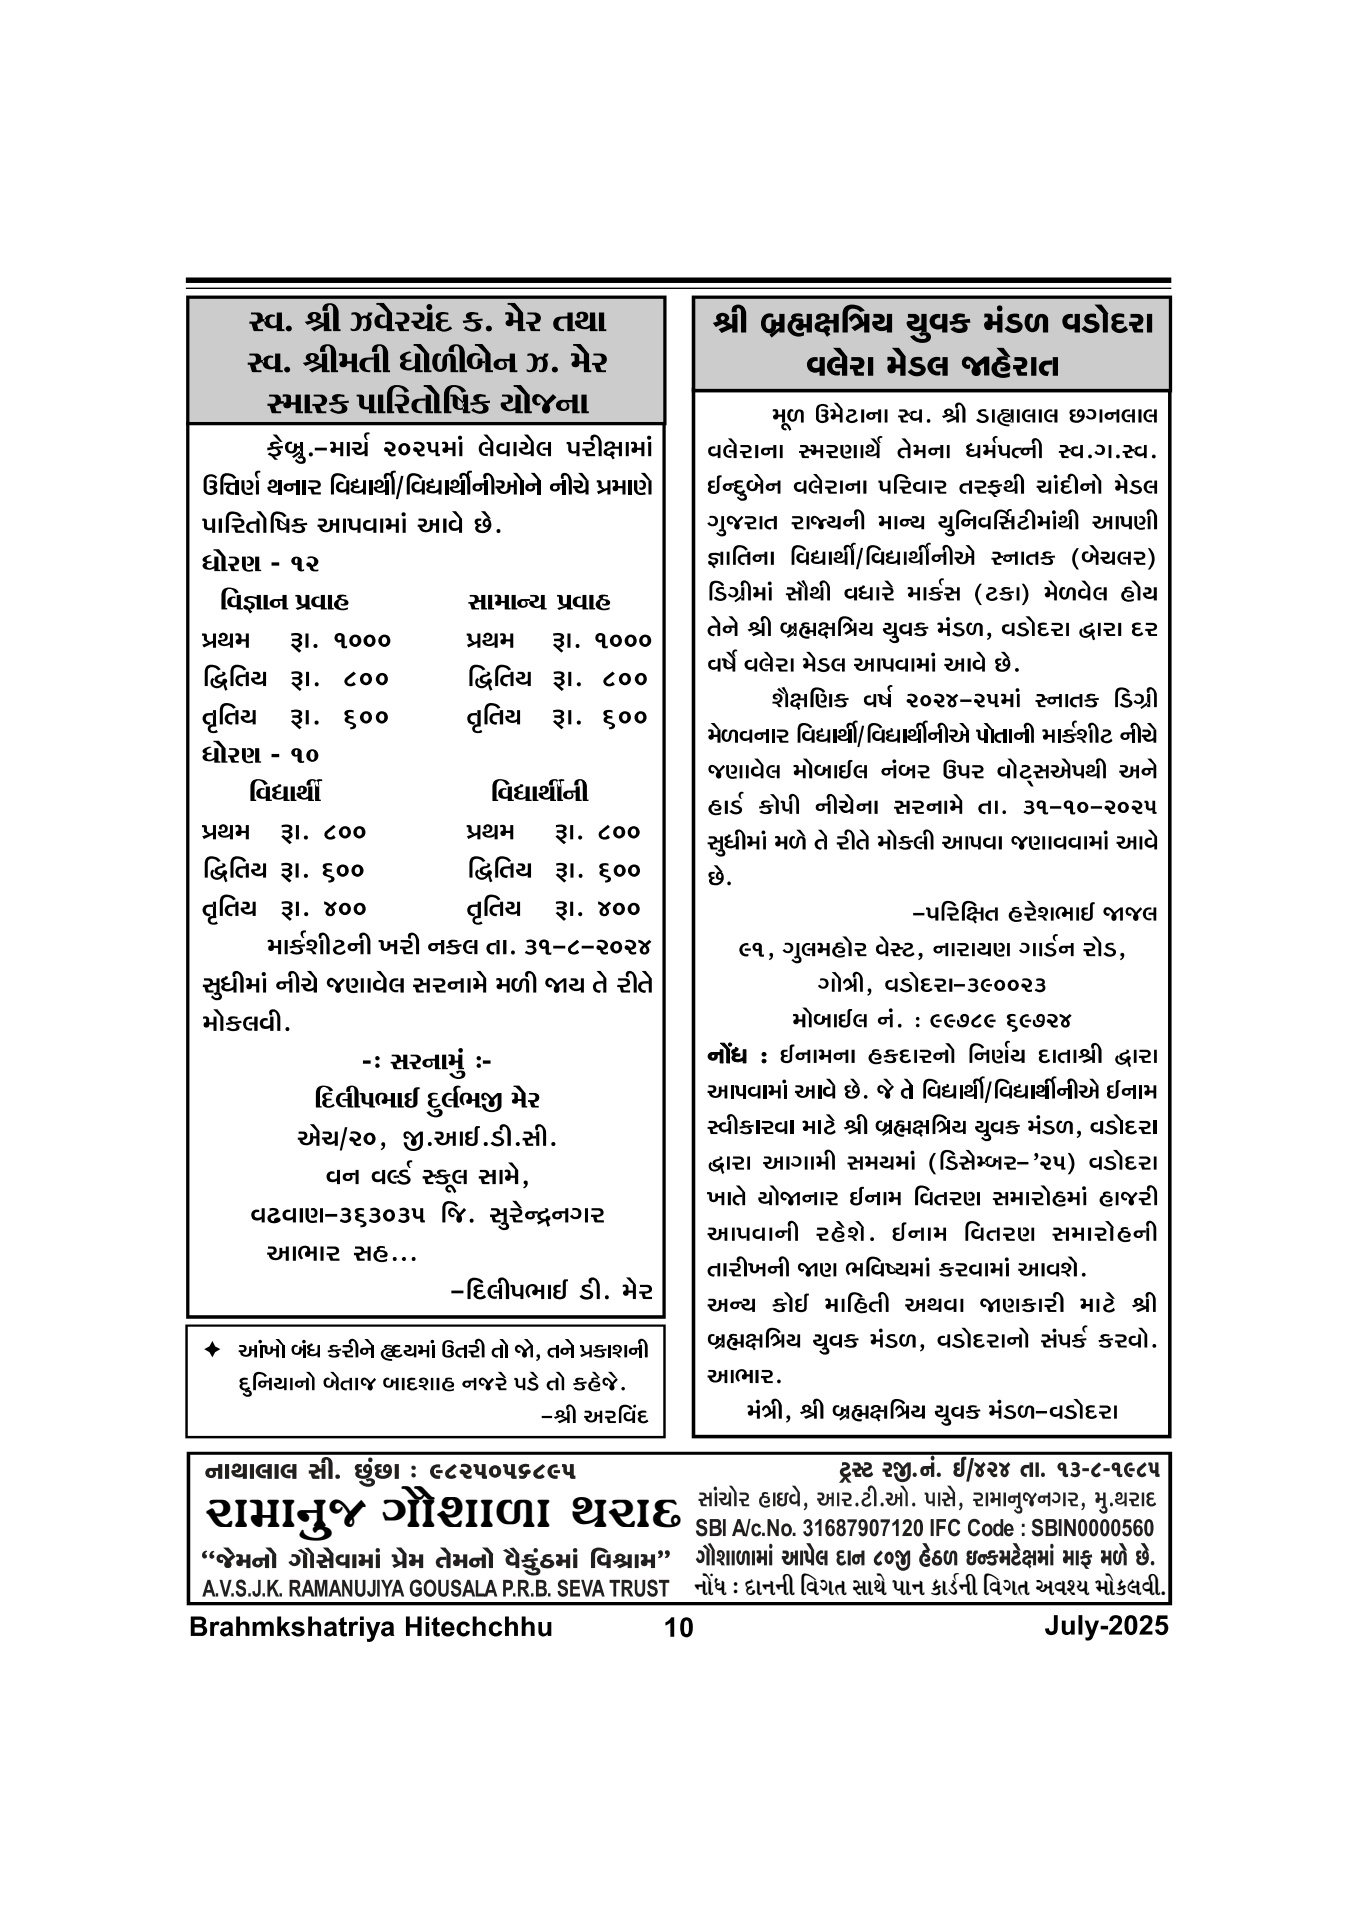 સ્વ. શ્રી ઝવેરચંદ ક. મેર તથા
સ્વ. શ્રીમતી ધોળીબેન ઝ. મેર
સ્મારક પારિતોષિક યોજના
ફેબ્રુ.–માર્ચ ૨૦૨૫માં લેવાયેલ પરીક્ષામાં
ઉત્તિર્ણ થનાર વિદ્યાર્થી/વિદ્યાર્થીનીઓને નીચે પ્રમાણે
પારિતોષિક આપવામાં આવે છે.
ધોરણ - ૧૨
વિજ્ઞાન પ્રવાહ સામાન્ય પ્રવાહ
પ્રથમ રૂા. ૧૦૦૦ પ્રથમ રૂા. ૧૦૦૦
દ્વિતિય રૂા. ૮૦૦ દ્વિતિય રૂા. ૮૦૦
તૃતિય રૂા. ૬૦૦ તૃતિય રૂા. ૬૦૦
ધોરણ - ૧૦
વિદ્યાર્થી વિદ્યાર્થીની
પ્રથમ રૂા. ૮૦૦ પ્રથમ રૂા. ૮૦૦
દ્વિતિય રૂા. ૬૦૦ દ્વિતિય રૂા. ૬૦૦
તૃતિય રૂા. ૪૦૦ તૃતિય રૂા. ૪૦૦
માર્કશીટની ખરી નકલ તા. ૩૧–૮–૨૦૨૪
સુધીમાં નીચે જણાવેલ સરનામે મળી જાય તે રીતે
મોકલવી.
-: સરનામું :-
દિલીપભાઈ દુર્લભજી મેર
એચ/૨૦, જી.આઈ.ડી.સી.
વન વર્લ્ડ સ્કૂલ સામે,
વઢવાણ–૩૬૩૦૩૫ જિ. સુરેન્દ્રનગર
આભાર સહ...
–દિલીપભાઈ ડી. મેર
✦ આંખો બંધ કરીને હૃદયમાં ઉતરી તો જો, તને પ્રકાશની
દુનિયાનો બેતાજ બાદશાહ નજરે પડે તો કહેજે.
–શ્રી અરવિંદ
શ્રી બ્રહ્મક્ષત્રિય યુવક મંડળ વડોદરા
વલેરા મેડલ જાહેરાત
મૂળ ઉમેટાના સ્વ. શ્રી ડાહ્યાલાલ છગનલાલ
વલેરાના સ્મરણાર્થે તેમના ધર્મપત્ની સ્વ.ગ.સ્વ.
ઈન્દુબેન વલેરાના પરિવાર તરફથી ચાંદીનો મેડલ
ગુજરાત રાજ્યની માન્ય યુનિવર્સિટીમાંથી આપણી
જ્ઞાતિના વિદ્યાર્થી/વિદ્યાર્થીનીએ સ્નાતક (બેચલર)
ડિગ્રીમાં સૌથી વધારે માર્કસ (ટકા) મેળવેલ હોય
તેને શ્રી બ્રહ્મક્ષત્રિય યુવક મંડળ, વડોદરા દ્વારા દર
વર્ષે વલેરા મેડલ આપવામાં આવે છે.
શૈક્ષણિક વર્ષ ૨૦૨૪–૨૫માં સ્નાતક ડિગ્રી
મેળવનાર વિદ્યાર્થી/વિદ્યાર્થીનીએ પોતાની માર્કશીટ નીચે
જણાવેલ મોબાઈલ નંબર ઉપર વોટ્સએપથી અને
હાર્ડ કોપી નીચેના સરનામે તા. ૩૧–૧૦–૨૦૨૫
સુધીમાં મળે તે રીતે મોકલી આપવા જણાવવામાં આવે
છે.
–પરિક્ષિત હરેશભાઈ જાજલ
૯૧, ગુલમહોર વેસ્ટ, નારાયણ ગાર્ડન રોડ,
ગોત્રી, વડોદરા–૩૯૦૦૨૩
મોબાઈલ નં. : ૯૯૭૮૯ ૬૯૭૨૪
નોંધ : ઈનામના હકદારનો નિર્ણય દાતાશ્રી દ્વારા
આપવામાં આવે છે. જે તે વિદ્યાર્થી/વિદ્યાર્થીનીએ ઈનામ
સ્વીકારવા માટે શ્રી બ્રહ્મક્ષત્રિય યુવક મંડળ, વડોદરા
દ્વારા આગામી સમયમાં (ડિસેમ્બર–’૨૫) વડોદરા
ખાતે યોજાનાર ઈનામ વિતરણ સમારોહમાં હાજરી
આપવાની રહેશે. ઈનામ વિતરણ સમારોહની
તારીખની જાણ ભવિષ્યમાં કરવામાં આવશે.
અન્ય કોઈ માહિતી અથવા જાણકારી માટે શ્રી
બ્રહ્મક્ષત્રિય યુવક મંડળ, વડોદરાનો સંપર્ક કરવો.
આભાર.
મંત્રી, શ્રી બ્રહ્મક્ષત્રિય યુવક મંડળ–વડોદરા
નાથાલાલ સી. છુંછા : ૯૮૨૫૦૫૬૮૯૫
રામાનુજ ગૌશાળા થરાદ
“જેમનો ગૌસેવામાં પ્રેમ તેમનો વૈકુંઠમાં વિશ્રામ”
A.V.S.J.K. RAMANUJIYA GOUSALA P.R.B. SEVA TRUST
ટ્રસ્ટ રજી.નં. ઈ/૪૨૪ તા. ૧૩-૮-૧૯૮૫
સાંચોર હાઇવે, આર.ટી.ઓ. પાસે, રામાનુજનગર, મુ.થરાદ
SBI A/c.No. 31687907120 IFC Code : SBIN0000560
ગૌશાળામાં આપેલ દાન ૮૦જી હેઠળ ઇન્કમટેક્ષમાં માફ મળે છે.
નોંધ : દાનની વિગત સાથે પાન કાર્ડની વિગત અવશ્ય મોકલવી.
Brahmkshatriya Hitechchhu 10 July-2025